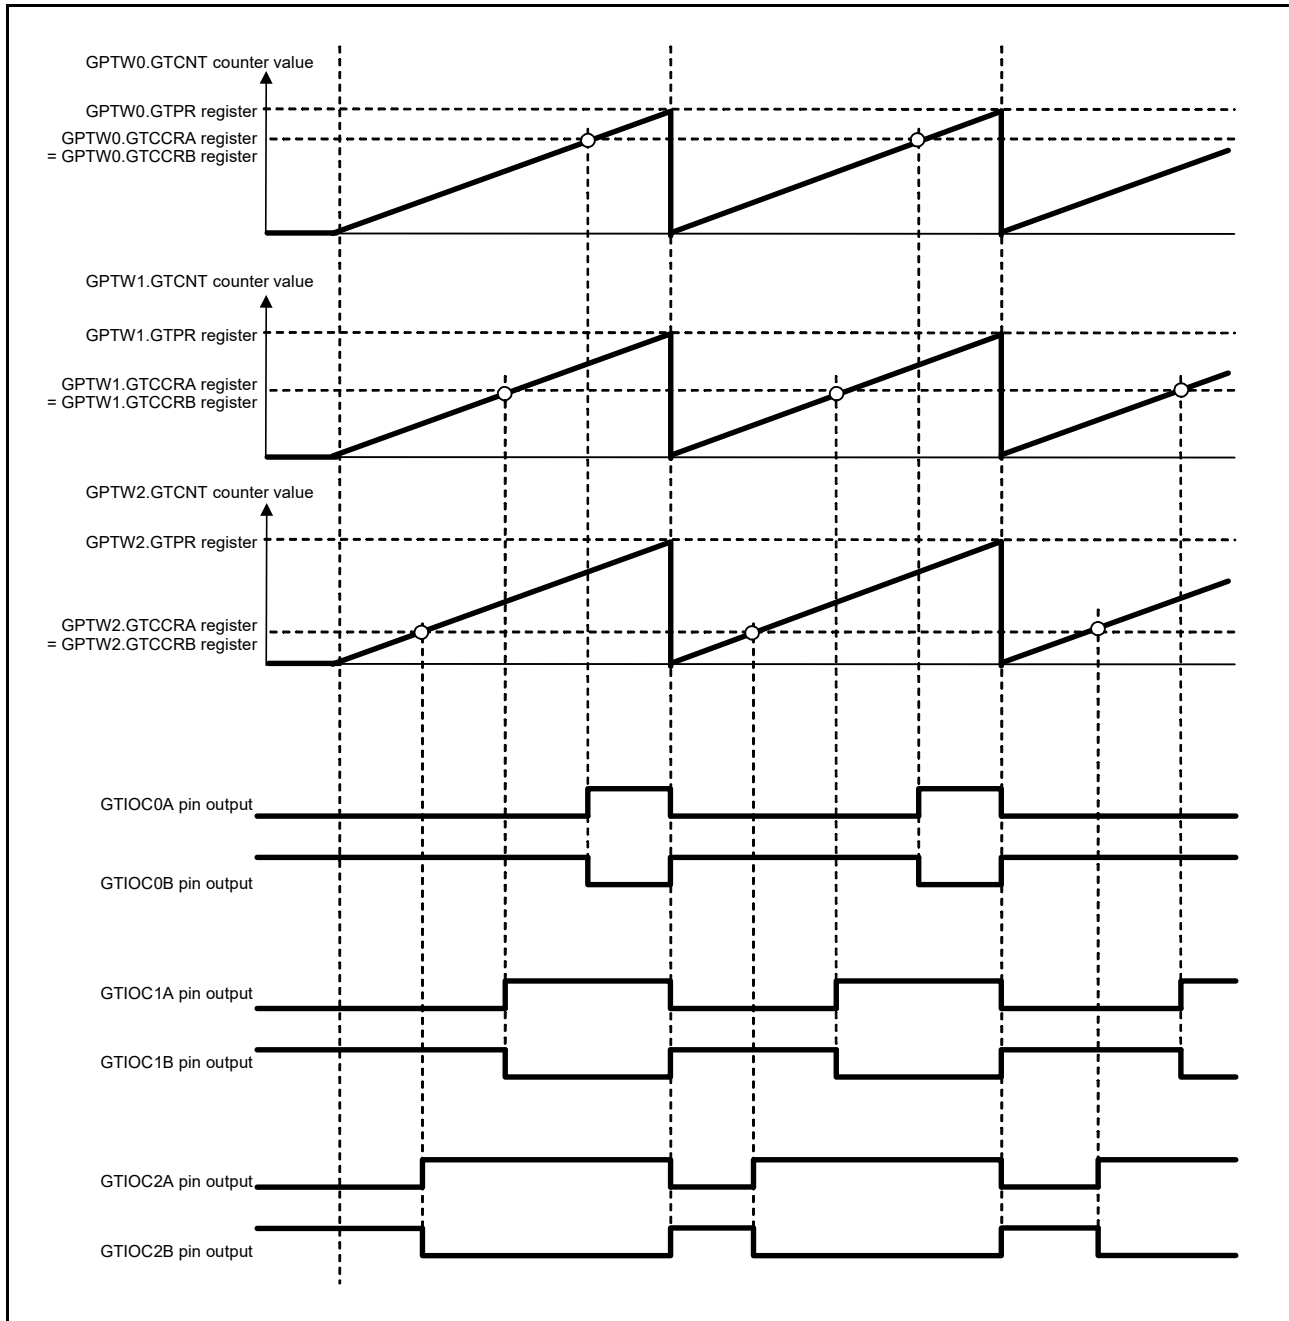 GPTW0.GTCNT counter value
GPTW0.GTPR register
GPTW0.GTCCRA register
= GPTW0.GTCCRB register
GPTW1.GTCNT counter value
GPTW1.GTPR register
GPTW1.GTCCRA register
= GPTW1.GTCCRB register
GPTW2.GTCNT counter value
GPTW2.GTPR register
GPTW2.GTCCRA register
= GPTW2.GTCCRB register
GTIOC0A pin output
GTIOC0B pin output
GTIOC1A pin output
GTIOC1B pin output
GTIOC2A pin output
GTIOC2B pin output